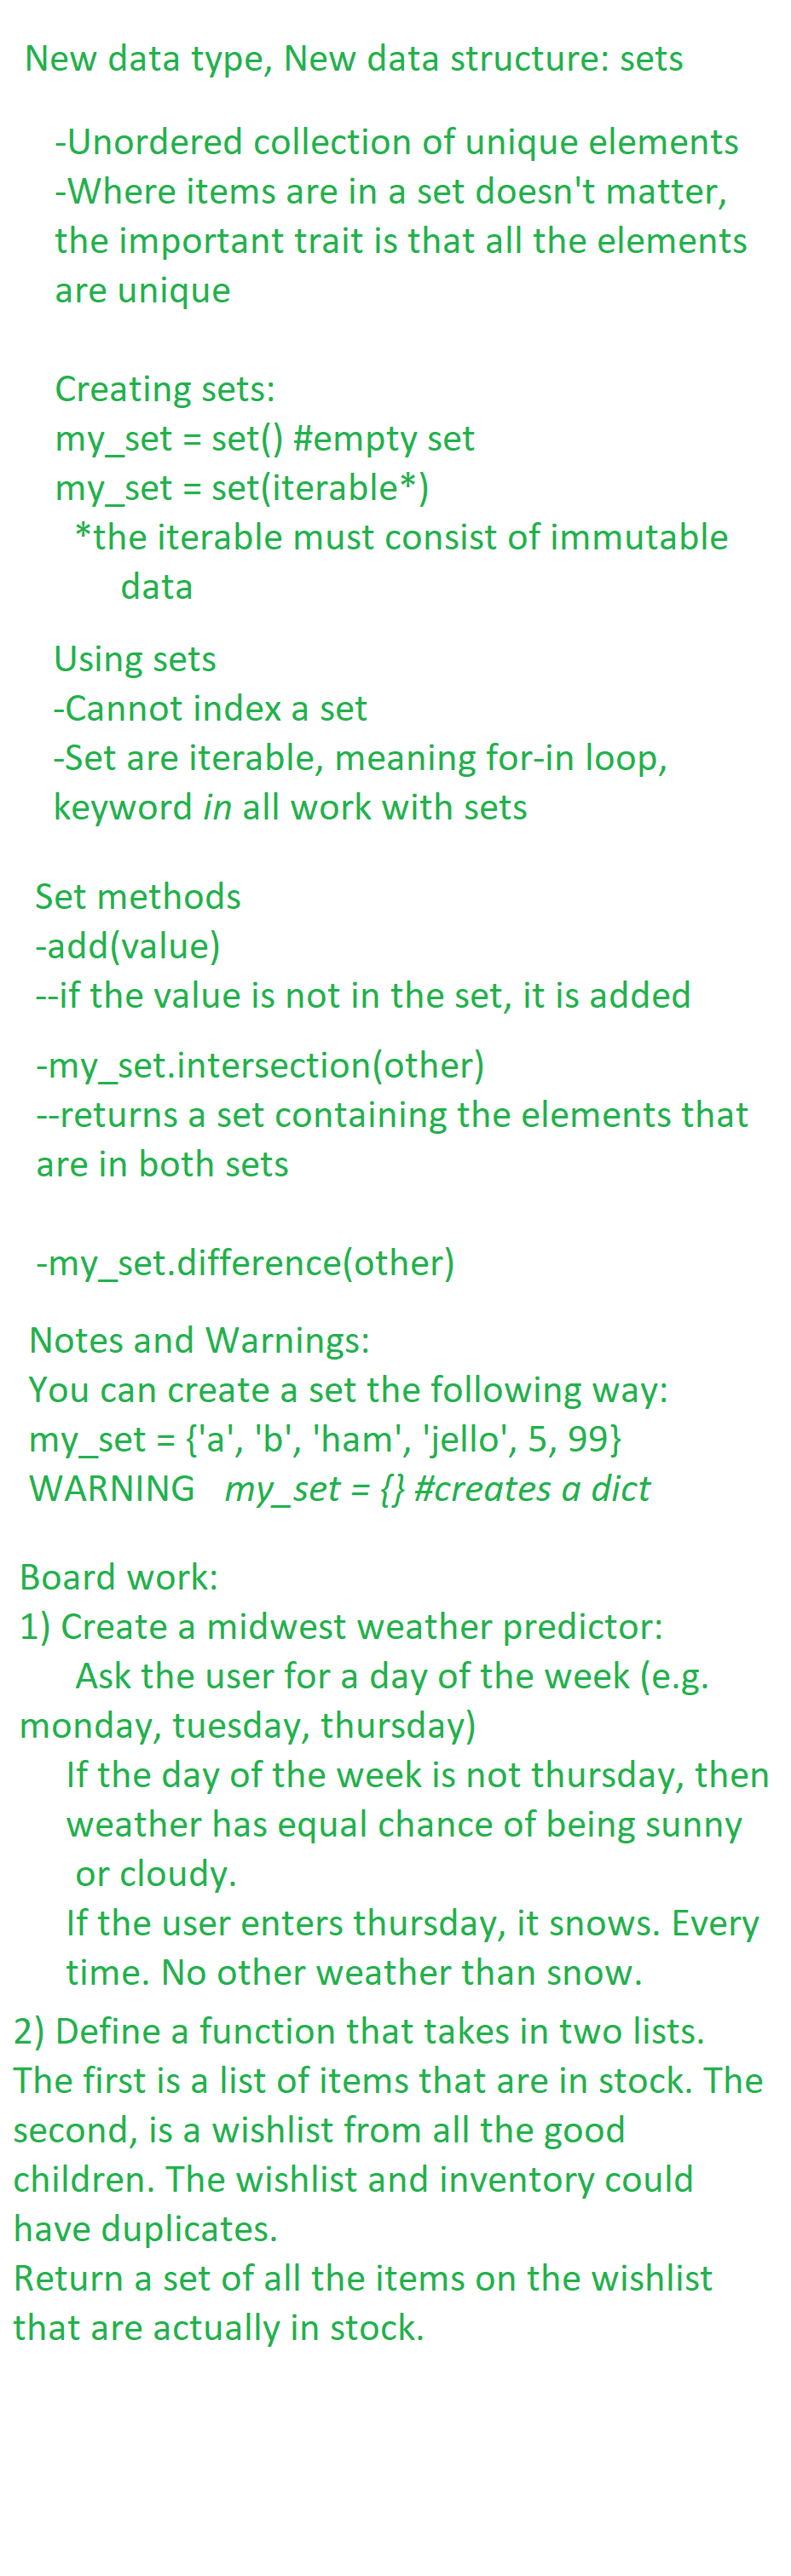 New data type, New data structure: sets
-Unordered collection of unique elements
-Where items are in a set doesn't matter,
the important trait is that all the elements
are unique
Creating sets:
my_set = set() #empty set
my_set = set(iterable*)
*the iterable must consist of immutable
data
Using sets
-Cannot index a set
-Set are iterable, meaning for-in loop,
keyword in all work with sets
Set methods
-add(value)
--if the value is not in the set, it is added
-my_set.intersection(other)
--returns a set containing the elements that
are in both sets
-my_set.difference(other)
Notes and Warnings:
You can create a set the following way:
my_set = {'a', 'b', 'ham', 'jello', 5, 99}
WARNING my_set = {} #creates a dict
Board work:
1) Create a midwest weather predictor:
Ask the user for a day of the week (e.g.
monday, tuesday, thursday)
If the day of the week is not thursday, then
weather has equal chance of being sunny
or cloudy.
If the user enters thursday, it snows. Every
time. No other weather than snow.
2) Define a function that takes in two lists.
The first is a list of items that are in stock. The
second, is a wishlist from all the good
children. The wishlist and inventory could
have duplicates.
Return a set of all the items on the wishlist
that are actually in stock.